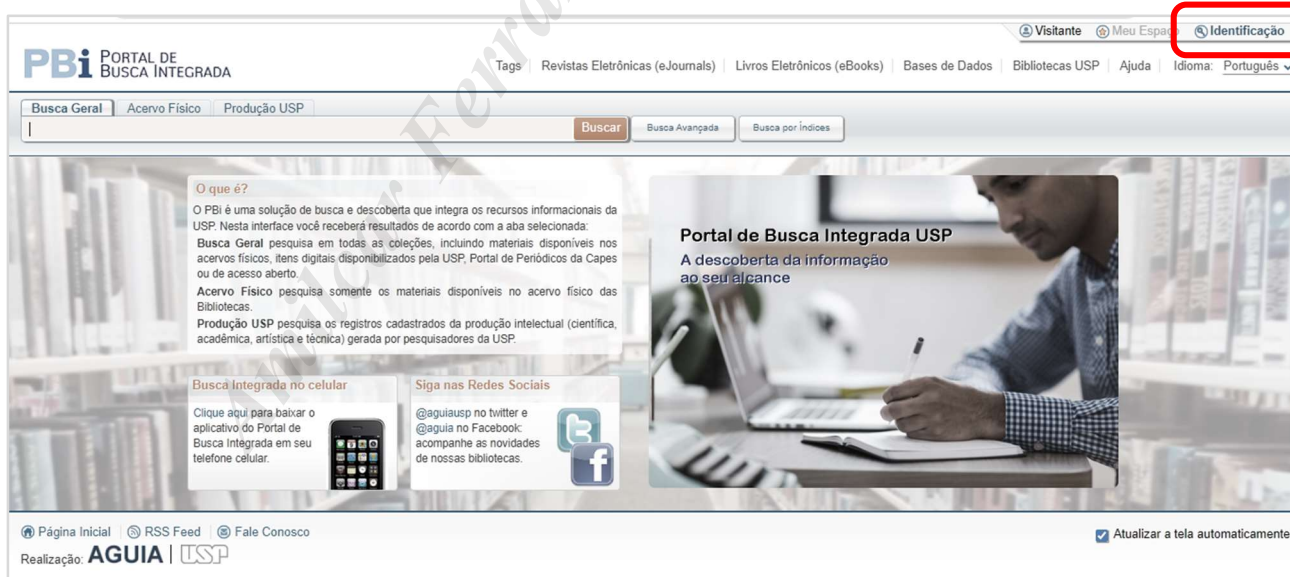 Visitante Meu Espaço Identificação
PBi PORTAL DE
BUSCA INTEGRADA
Tags Revistas Eletrônicas (eJournals) Livros Eletrônicos (eBooks) Bases de Dados Bibliotecas USP Ajuda Idioma: Português
Busca Geral Acervo Físico Produção USP
Buscar Busca Avançada Busca por Índices
O que é?
O PBi é uma solução de busca e descoberta que integra os recursos informacionais da
USP. Nesta interface você receberá resultados de acordo com a aba selecionada:
Busca Geral pesquisa em todas as coleções, incluindo materiais disponíveis nos
acervos físicos, itens digitais disponibilizados pela USP, Portal de Periódicos da Capes
ou de acesso aberto.
Acervo Físico pesquisa somente os materiais disponíveis no acervo físico das
Bibliotecas.
Produção USP pesquisa os registros cadastrados da produção intelectual (científica,
acadêmica, artística e técnica) gerada por pesquisadores da USP.
Portal de Busca Integrada USP
A descoberta da informação
ao seu alcance
Busca Integrada no celular
Clique aqui para baixar o
aplicativo do Portal de
Busca Integrada em seu
telefone celular.
Siga nas Redes Sociais
@aguiausp no twitter e
@aguia no Facebook:
acompanhe as novidades
de nossas bibliotecas.
Página Inicial RSS Feed Fale Conosco
Atualizar a tela automaticamente
Realização: AGUIA | USP
Amilcar